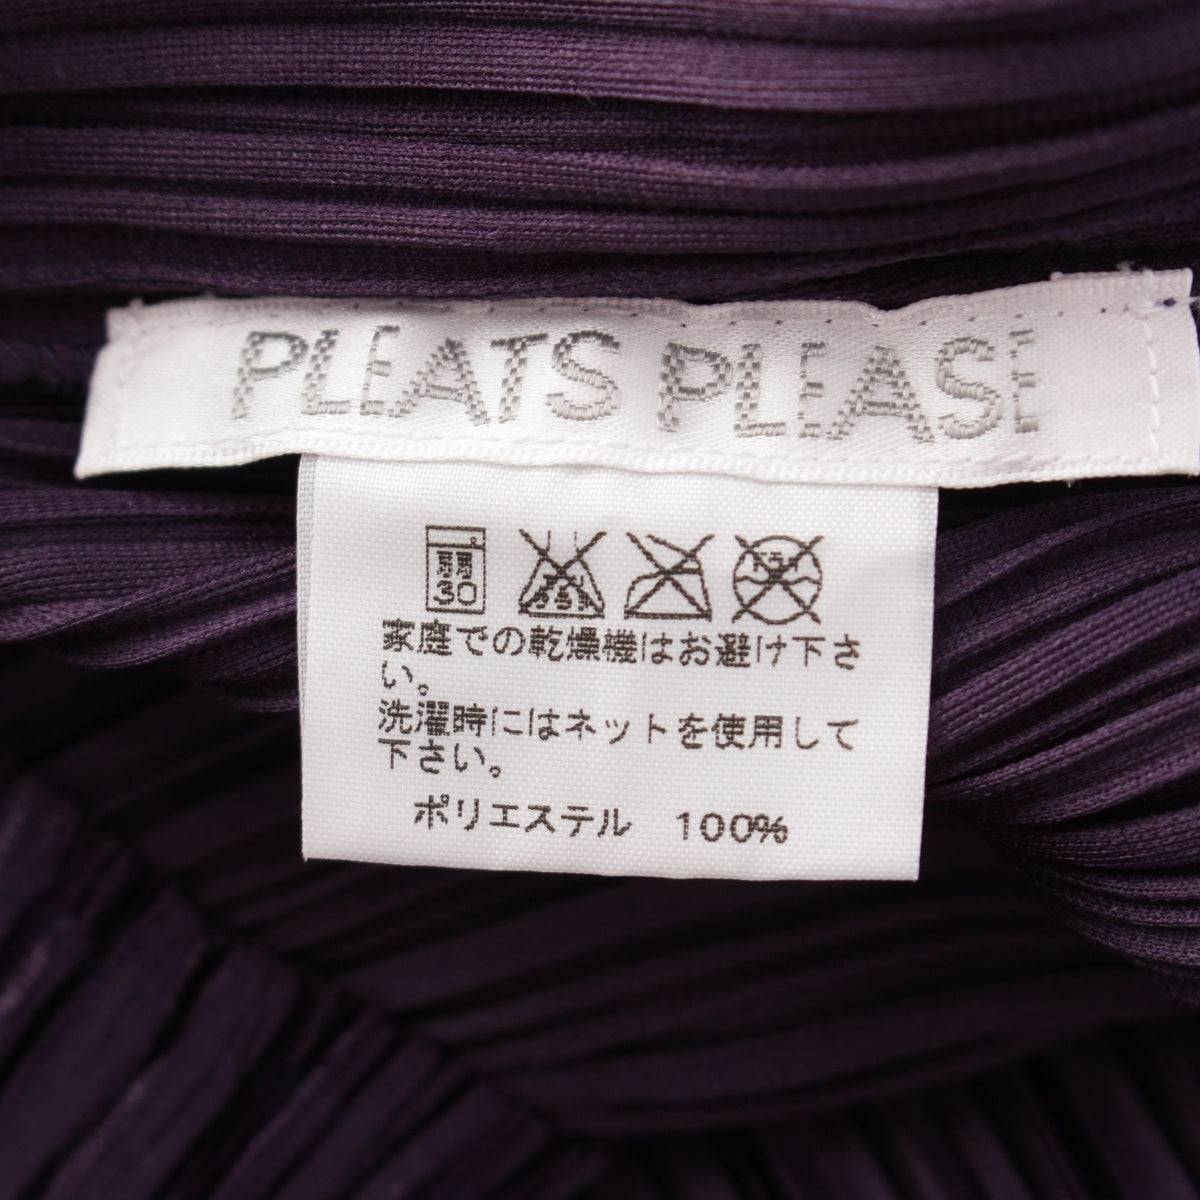 PLEATS PLEASE
弱
30
家庭での乾燥機はお避け下さ
い。
洗濯時にはネットを使用して
下さい。
ポリエステル 100%